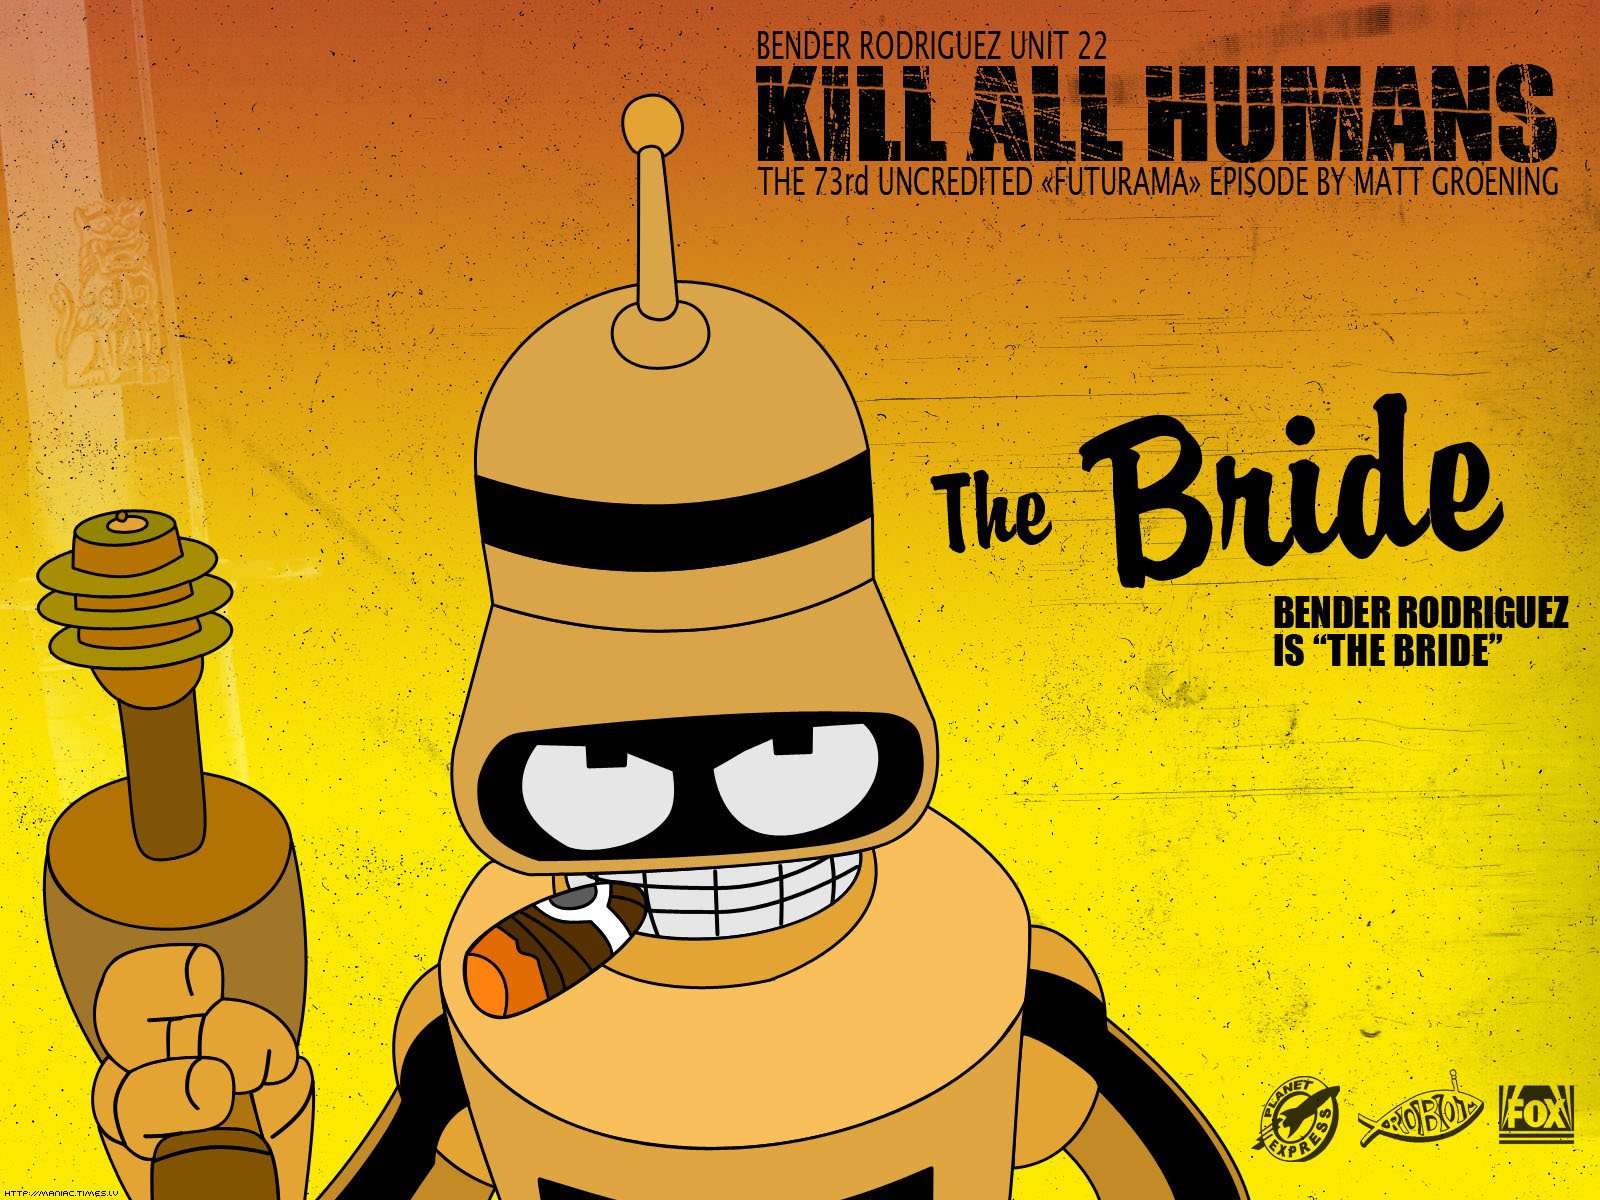 BENDER RODRIGUEZ UNIT 22
KILL ALL HUMANS
THE 73rd UNCREDITED «FUTURAMA» EPISODE BY MATT GROENING
The Bride
BENDER RODRIGUEZ
IS “THE BRIDE”
PLANET
EXPRESS
ROBOT
FOX
HTTP://MANIAC.TIMES.LV